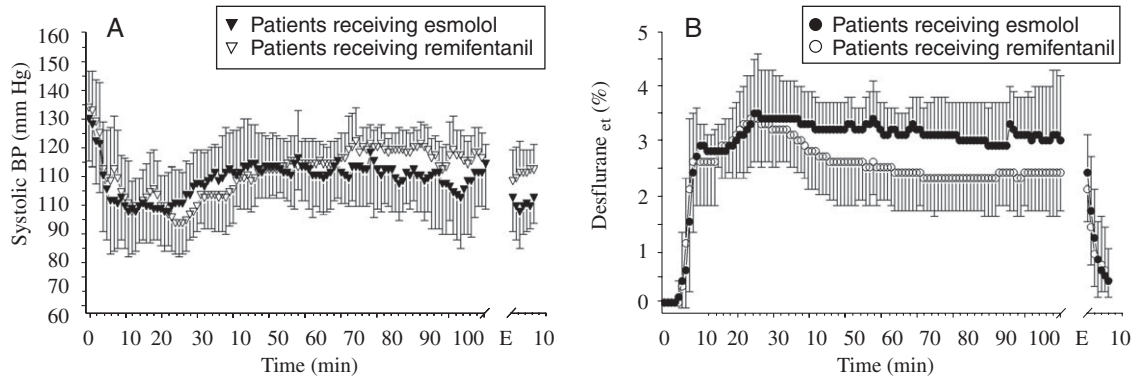 A
Patients receiving esmolol
Patients receiving remifentanil
Systolic BP (mm Hg)
160
150
140
130
120
110
100
90
80
70
60
0 10 20 30 10 50 60 70 80 90 100 E 10
Time (min)
B
Patients receiving esmolol
Patients receiving remifentanil
Desflurane et (%)
5
4
3
2
1
0
0 10 20 30 10 50 60 70 80 90 100 E 10
Time (min)